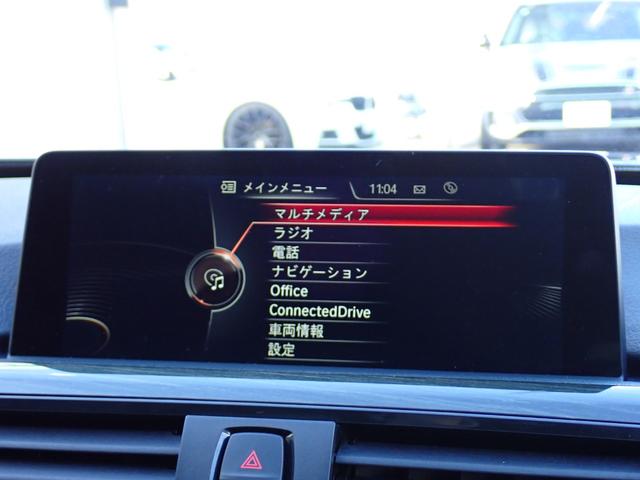 メインメニュー 11:04
マルチメディア
ラジオ
電話
ナビゲーション
Office
ConnectedDrive
車両情報
設定